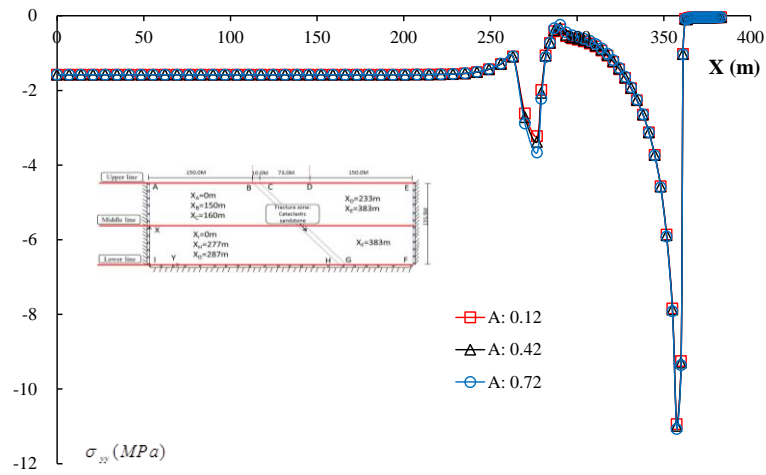 0 50 100 150 200 250 300 350 400
X (m)
0
-2
-4
-6
-8
-10
-12
σyy (MPa)
150.0M 10.0M 73.0M 150.0M
Upper line
A B C D E
XA=0m
XB=150m
XC=160m
XD=233m
XE=383m
Fracture zone:
Cataclastic
sandstone
Middle line
X
XI=0m
XH=277m
XG=287m
XF=383m
Lower line
I Y H G F
A: 0.12
A: 0.42
A: 0.72